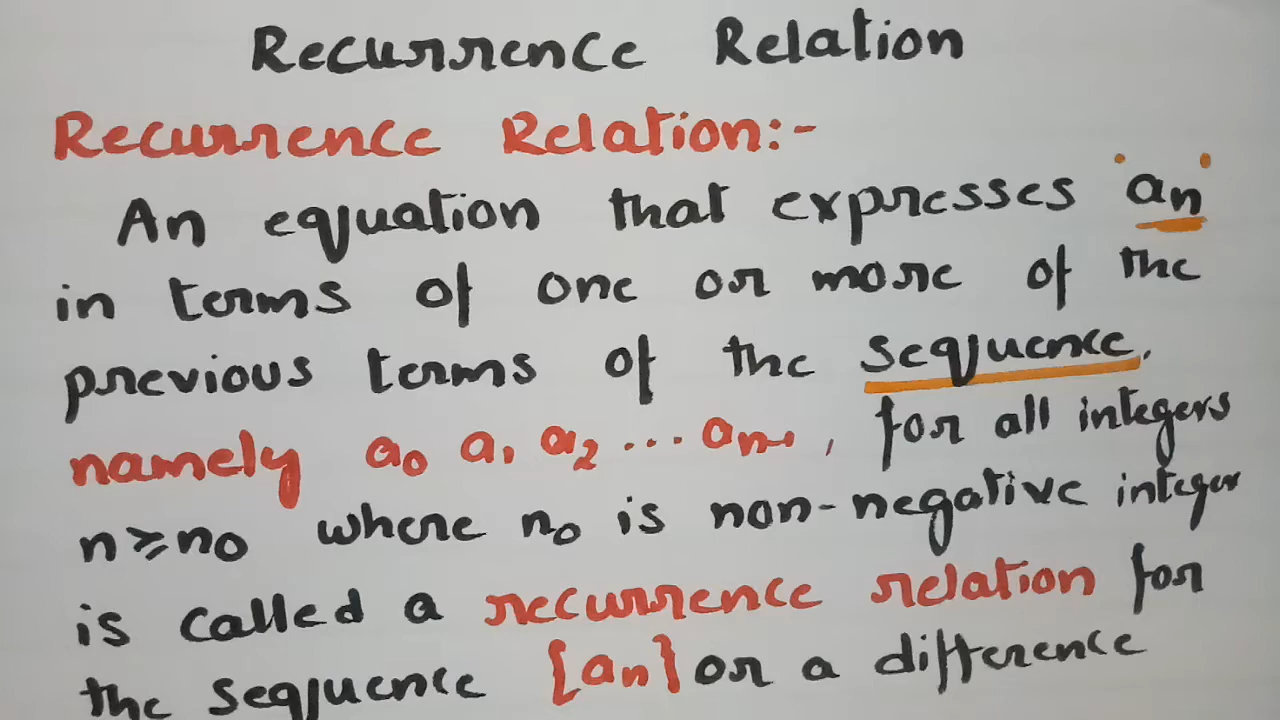 Recurrence Relation
Recurrence Relation:-
An equation that expresses 'an'
in terms of one or more of the
previous terms of the sequence.
namely a₀ a₁ a₂ ... aₙ₋₁, for all integers
n≥n₀ where n₀ is non-negative integer
is called a recurrence relation for
the sequence {aₙ} or a difference